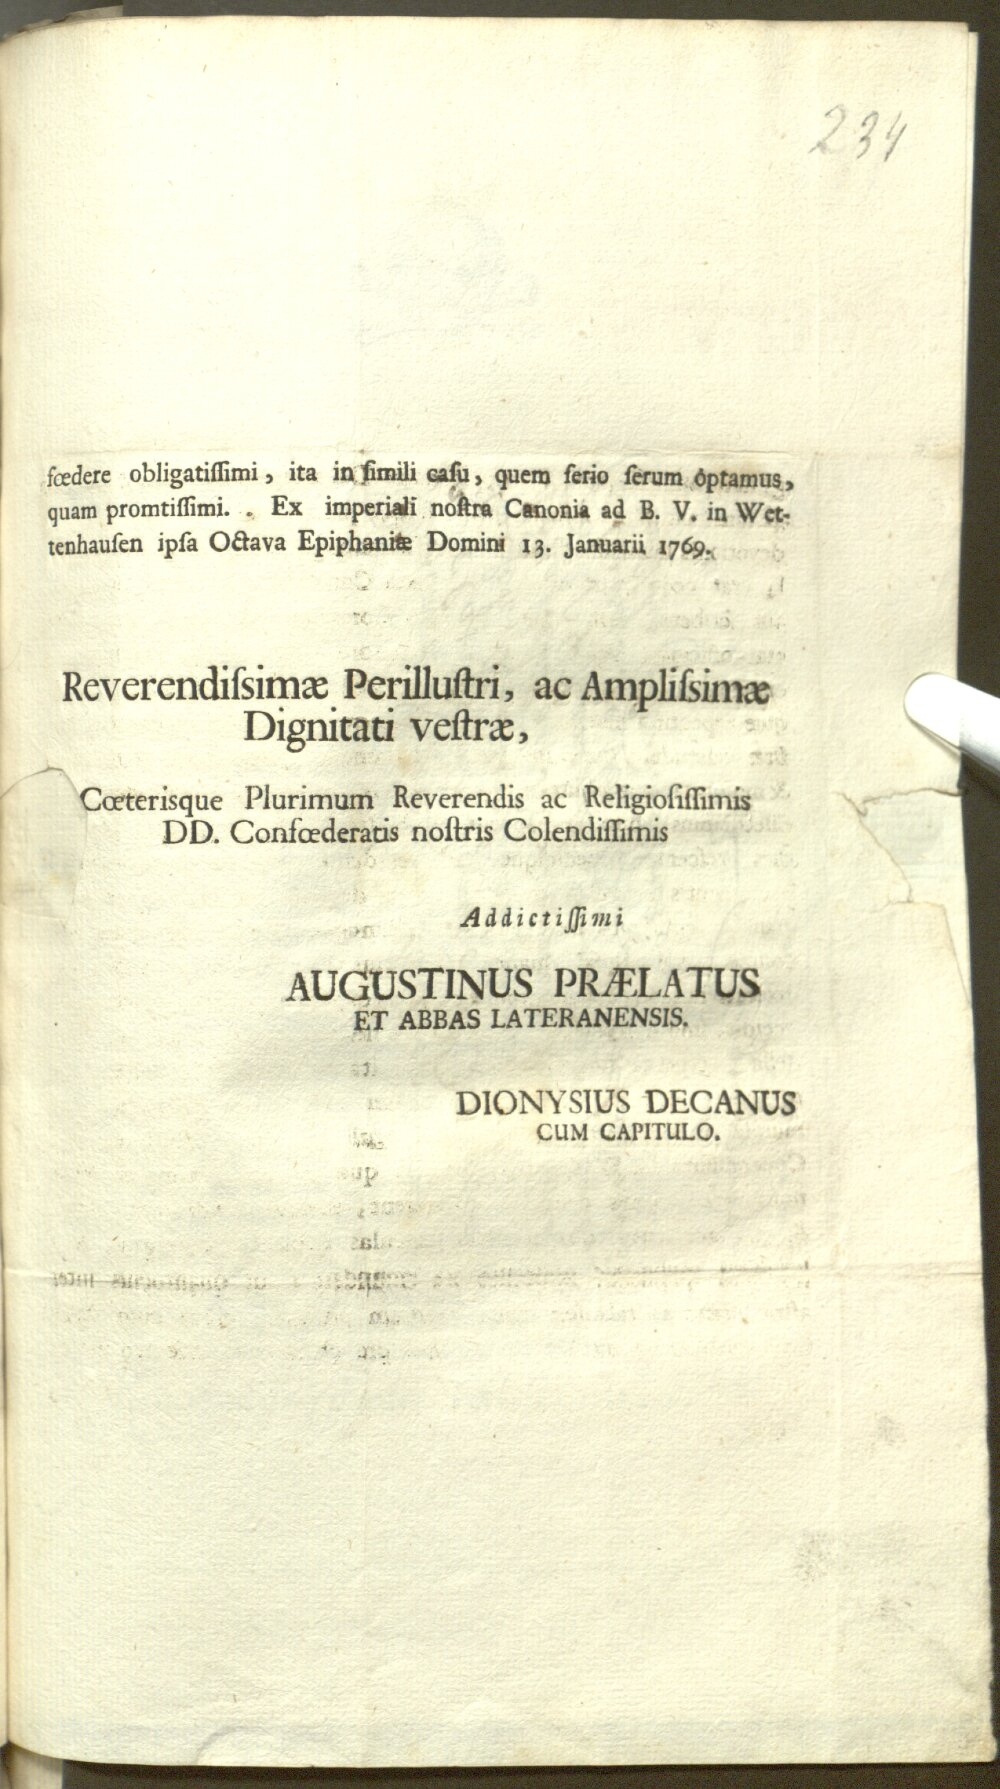 234
fœdere obligatiſſimi, ita in ſimili caſu, quem ſerio ſerum optamus,
quam promtiſſimi. . Ex imperiali noſtra Canonia ad B. V. in Wet-
tenhauſen ipſa Octava Epiphaniæ Domini 13. Januarii 1769.
Reverendiſsimæ Perilluſtri, ac Ampliſsimæ
Dignitati veſtræ,
Cœterisque Plurimum Reverendis ac Religioſiſſimis
DD. Confœderatis noſtris Colendiſſimis
Addictiſſimi
AUGUSTINUS PRÆLATUS
ET ABBAS LATERANENSIS.
DIONYSIUS DECANUS
CUM CAPITULO.